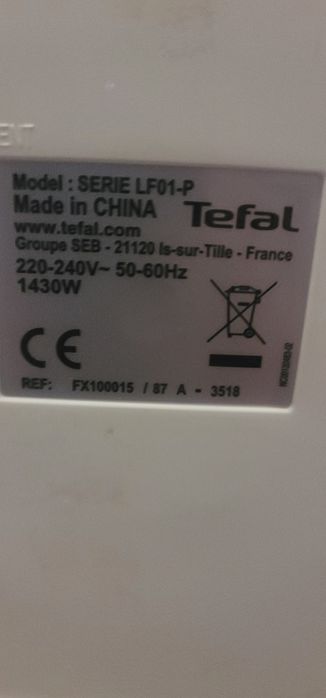 ENT
Model : SERIE LF01-P
Made in CHINA
Tefal
www.tefal.com
Groupe SEB - 21120 Is-sur-Tille - France
220-240V~ 50-60Hz
1430W
CE
REF: FX100015 / 87 A - 3518